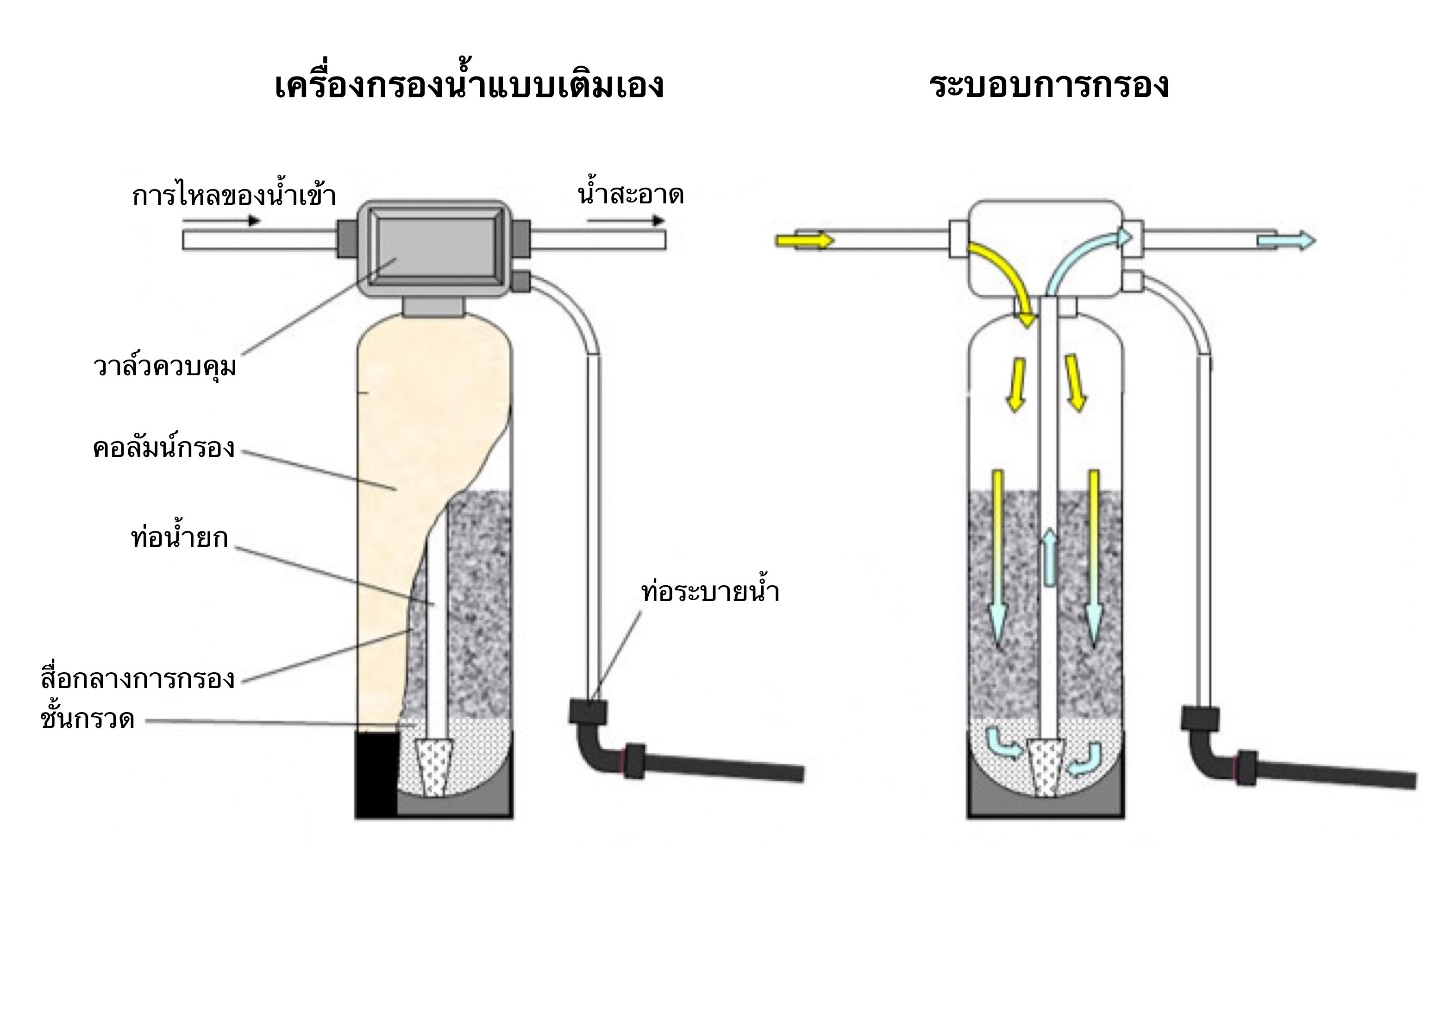 เครื่องกรองน้ำแบบเติมเอง
ระบอบการกรอง
การไหลของน้ำเข้า
น้ำสะอาด
วาล์วควบคุม
คอลัมน์กรอง
ท่อน้ำยก
ท่อระบายน้ำ
สื่อกลางการกรอง
ชั้นกรวด